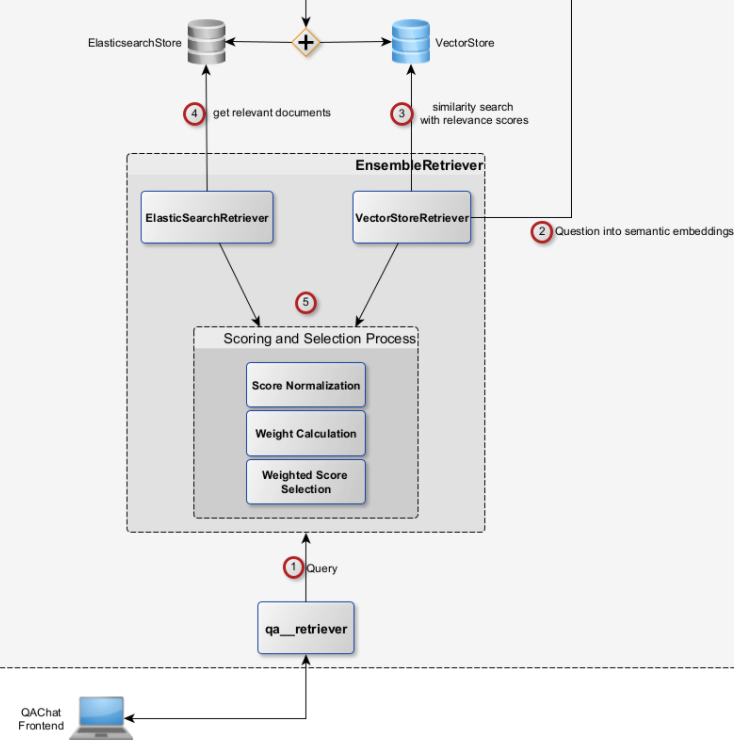 ElasticsearchStore
+
VectorStore
4
get relevant documents
3
similarity search
with relevance scores
EnsembleRetriever
ElasticSearchRetriever
VectorStoreRetriever
2
Question into semantic embeddings
5
Scoring and Selection Process
Score Normalization
Weight Calculation
Weighted Score
Selection
1
Query
qa__retriever
QAChat
Frontend